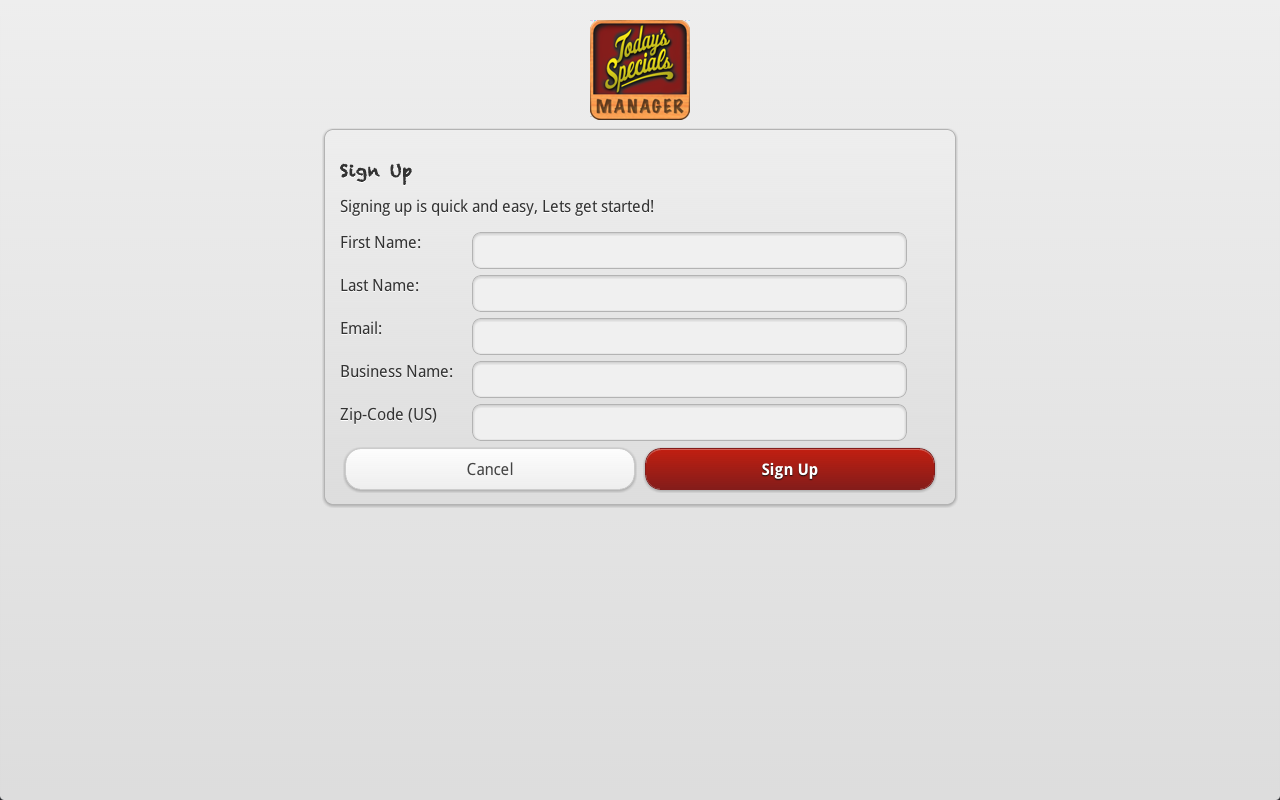 Today's
Specials
MANAGER
Sign Up
Signing up is quick and easy, Lets get started!
First Name:
Last Name:
Email:
Business Name:
Zip-Code (US)
Cancel
Sign Up